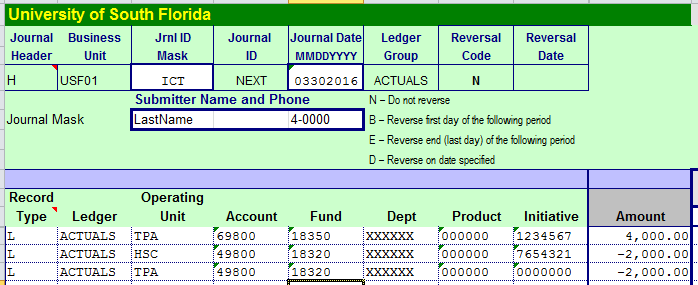 University of South Florida
Journal Business Jrnl ID Journal Journal Date Ledger Reversal Reversal
Header Unit Mask ID MMDDYYYY Group Code Date
H USF01 ICT NEXT 03302016 ACTUALS N
Submitter Name and Phone N – Do not reverse
Journal Mask LastName 4-0000 B – Reverse first day of the following period
E – Reverse end (last day) of the following period
D – Reverse on date specified
Record Operating
Type Ledger Unit Account Fund Dept Product Initiative Amount
L ACTUALS TPA 69800 18350 XXXXXX 000000 1234567 4,000.00
L ACTUALS HSC 49800 18320 XXXXXX 000000 7654321 -2,000.00
L ACTUALS TPA 49800 18320 XXXXXX 000000 0000000 -2,000.00